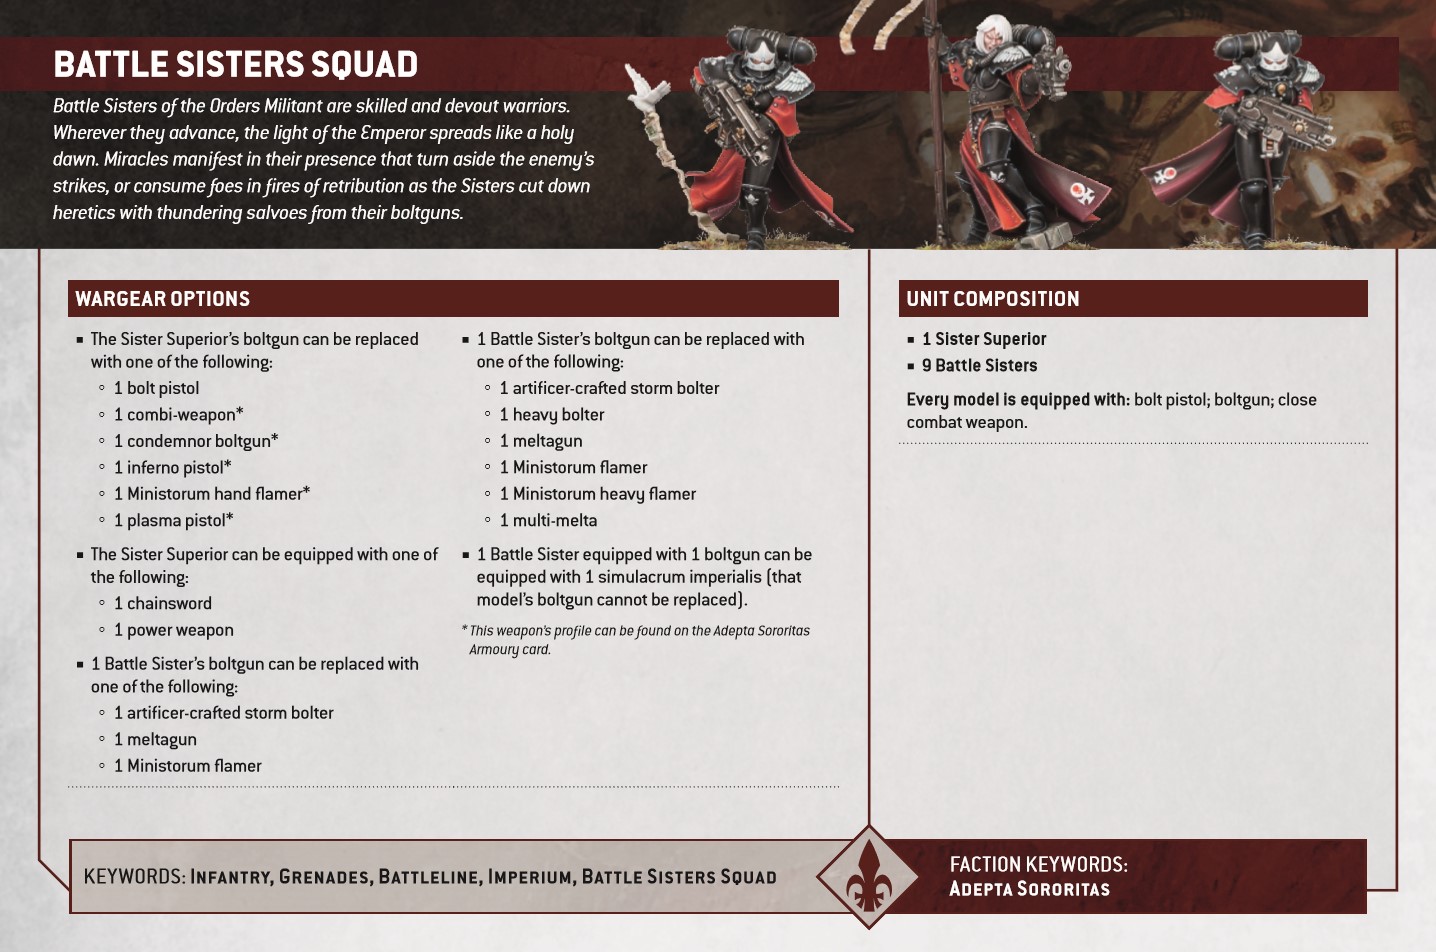 BATTLE SISTERS SQUAD
Battle Sisters of the Orders Militant are skilled and devout warriors.
Wherever they advance, the light of the Emperor spreads like a holy
dawn. Miracles manifest in their presence that turn aside the enemy's
strikes, or consume foes in fires of retribution as the Sisters cut down
heretics with thundering salvoes from their boltguns.
WARGEAR OPTIONS
▪ The Sister Superior's boltgun can be replaced
with one of the following:
◦ 1 bolt pistol
◦ 1 combi-weapon*
◦ 1 condemnor boltgun*
◦ 1 inferno pistol*
◦ 1 Ministorum hand flamer*
◦ 1 plasma pistol*
▪ The Sister Superior can be equipped with one of
the following:
◦ 1 chainsword
◦ 1 power weapon
▪ 1 Battle Sister's boltgun can be replaced with
one of the following:
◦ 1 artificer-crafted storm bolter
◦ 1 meltagun
◦ 1 Ministorum flamer
▪ 1 Battle Sister's boltgun can be replaced with
one of the following:
◦ 1 artificer-crafted storm bolter
◦ 1 heavy bolter
◦ 1 meltagun
◦ 1 Ministorum flamer
◦ 1 Ministorum heavy flamer
◦ 1 multi-melta
▪ 1 Battle Sister equipped with 1 boltgun can be
equipped with 1 simulacrum imperialis (that
model's boltgun cannot be replaced).
* This weapon's profile can be found on the Adepta Sororitas
Armoury card.
UNIT COMPOSITION
▪ 1 Sister Superior
▪ 9 Battle Sisters
Every model is equipped with: bolt pistol; boltgun; close
combat weapon.
KEYWORDS: INFANTRY, GRENADES, BATTLELINE, IMPERIUM, BATTLE SISTERS SQUAD
FACTION KEYWORDS:
ADEPTA SORORITAS